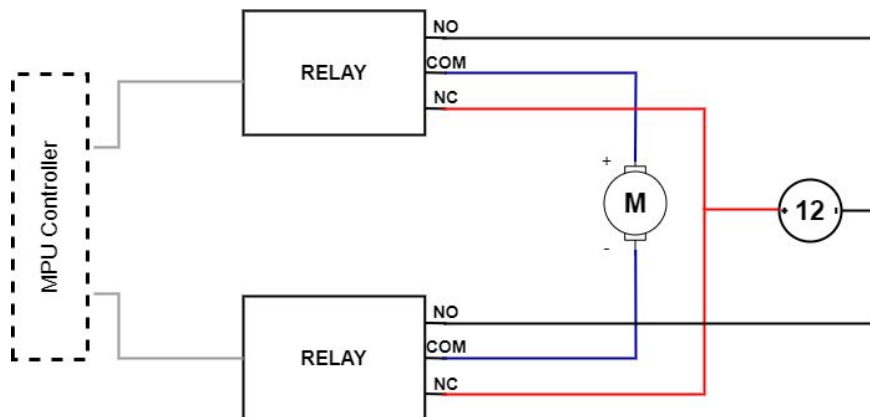 NO
RELAY
COM
NC
MPU Controller
+
M
+ 12 -
-
NO
RELAY
COM
NC